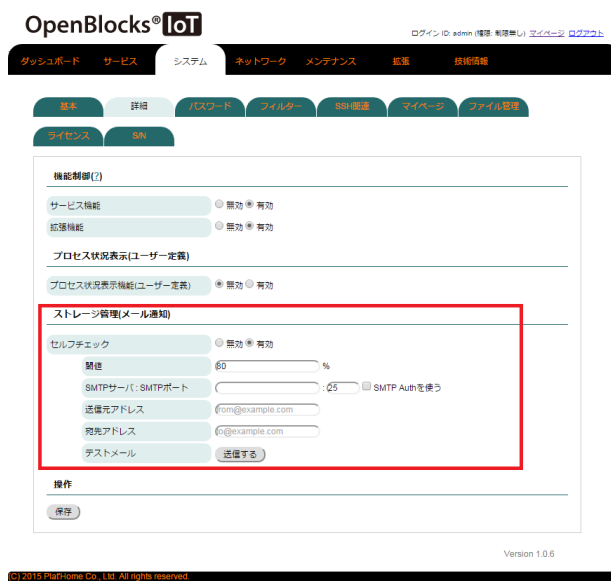 OpenBlocks® IoT
ログイン ID: admin (権限: 制限無し) マイページ ログアウト
ダッシュボード サービス システム ネットワーク メンテナンス 拡張 技術情報
基本 詳細 パスワード フィルター SSH関連 マイページ ファイル管理
ライセンス S/N
機能制御(?)
サービス機能 無効 有効
拡張機能 無効 有効
プロセス状況表示(ユーザー定義)
プロセス状況表示機能(ユーザー定義) 無効 有効
ストレージ管理(メール通知)
セルフチェック 無効 有効
閾値 80 %
SMTPサーバ : SMTPポート : 25 SMTP Authを使う
送信元アドレス from@example.com
宛先アドレス to@example.com
テストメール 送信する
操作
保存
Version 1.0.6
(C) 2015 Plat'Home Co., Ltd. All rights reserved.